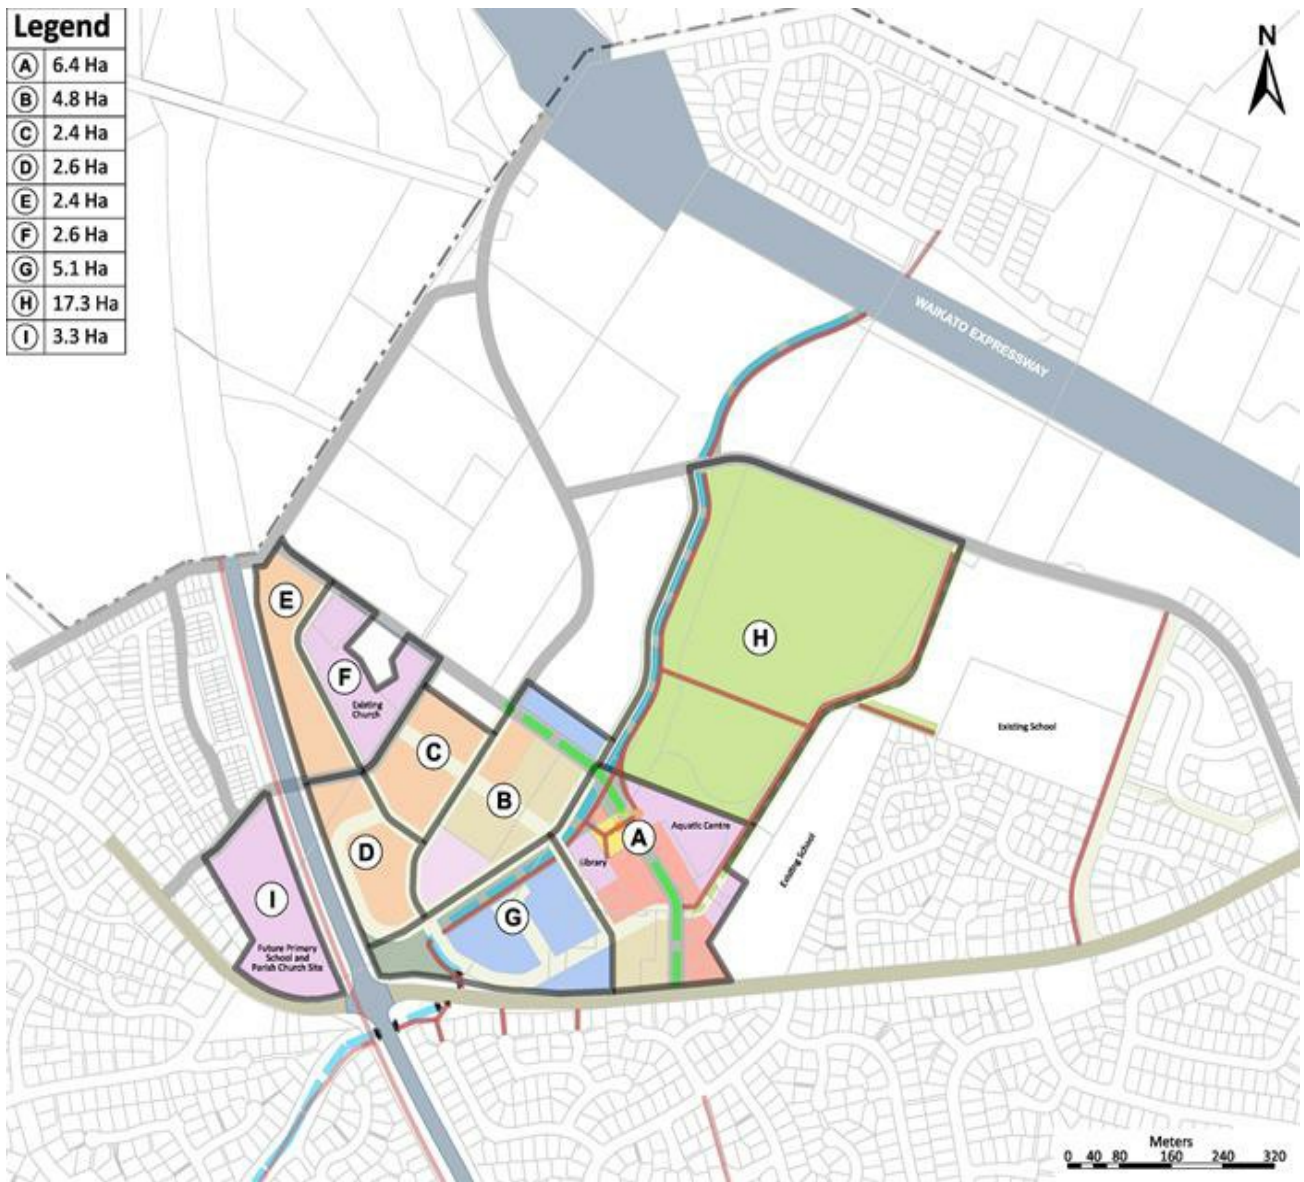 Legend
A 6.4 Ha
B 4.8 Ha
C 2.4 Ha
D 2.6 Ha
E 2.4 Ha
F 2.6 Ha
G 5.1 Ha
H 17.3 Ha
I 3.3 Ha
N
WAIKATO EXPRESSWAY
E
H
F
Existing
Church
Existing School
C
B
A
Aquatic Centre
D
Library
Existing School
I
G
Future Primary
School and
Parish Church Site
Meters
0 40 80 160 240 320